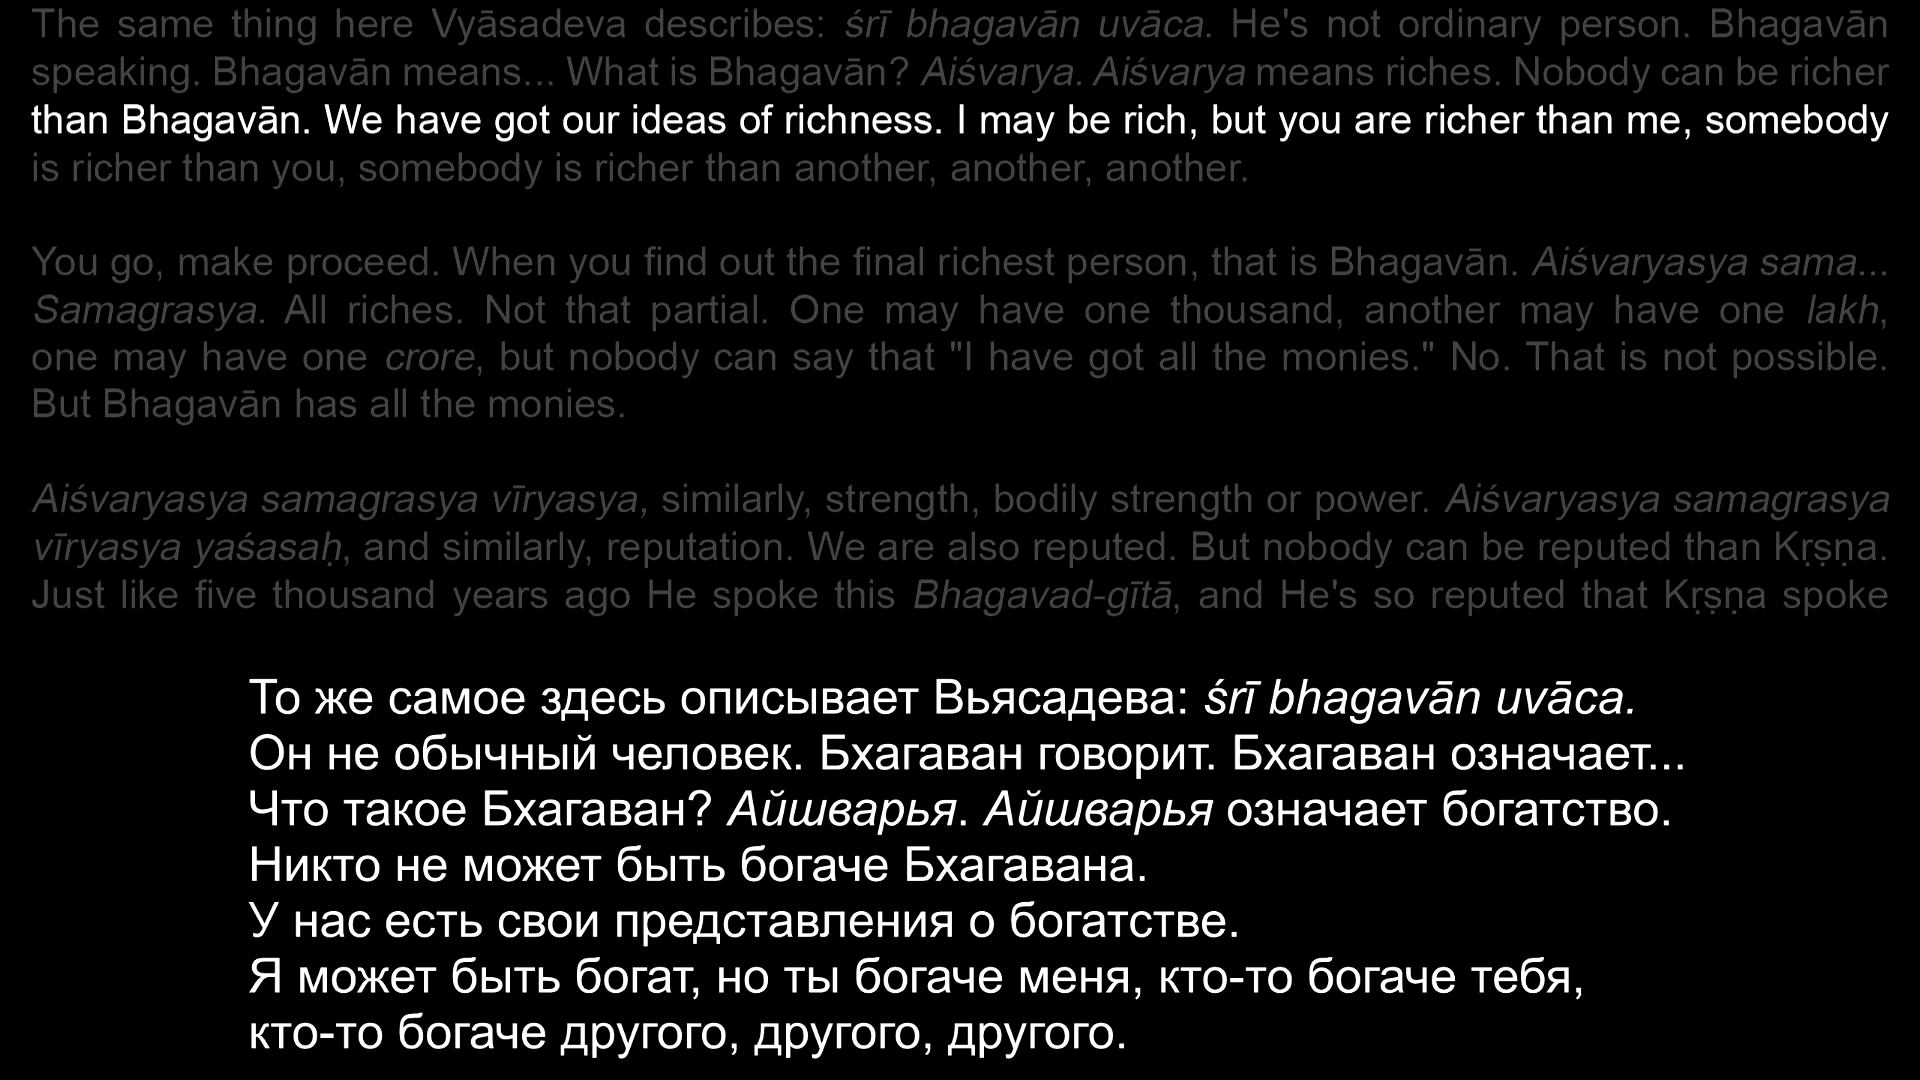 The same thing here Vyāsadeva describes: śrī bhagavān uvāca. He's not ordinary person. Bhagavān
speaking. Bhagavān means... What is Bhagavān? Aiśvarya. Aiśvarya means riches. Nobody can be richer
than Bhagavān. We have got our ideas of richness. I may be rich, but you are richer than me, somebody
is richer than you, somebody is richer than another, another, another.
You go, make proceed. When you find out the final richest person, that is Bhagavān. Aiśvaryasya sama...
Samagrasya. All riches. Not that partial. One may have one thousand, another may have one lakh,
one may have one crore, but nobody can say that "I have got all the monies." No. That is not possible.
But Bhagavān has all the monies.
Aiśvaryasya samagrasya vīryasya, similarly, strength, bodily strength or power. Aiśvaryasya samagrasya
vīryasya yaśasaḥ, and similarly, reputation. We are also reputed. But nobody can be reputed than Kṛṣṇa.
Just like five thousand years ago He spoke this Bhagavad-gītā, and He's so reputed that Kṛṣṇa spoke
То же самое здесь описывает Вьясадева: śrī bhagavān uvāca.
Он не обычный человек. Бхагаван говорит. Бхагаван означает...
Что такое Бхагаван? Айшварья. Айшварья означает богатство.
Никто не может быть богаче Бхагавана.
У нас есть свои представления о богатстве.
Я может быть богат, но ты богаче меня, кто-то богаче тебя,
кто-то богаче другого, другого, другого.